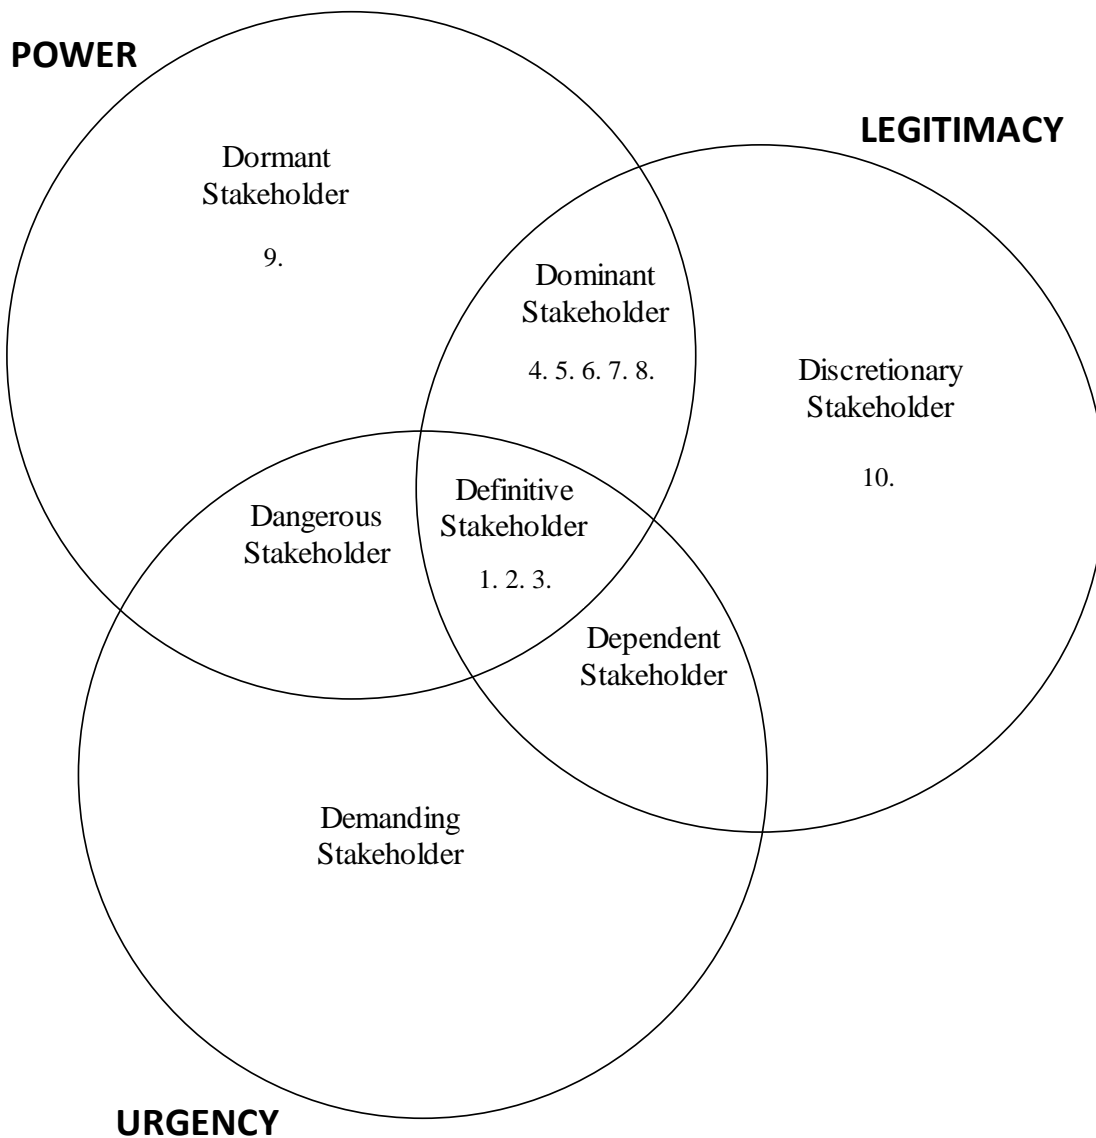 POWER
LEGITIMACY
Dormant
Stakeholder
9.
Dominant
Stakeholder
4. 5. 6. 7. 8.
Discretionary
Stakeholder
10.
Dangerous
Stakeholder
Definitive
Stakeholder
1. 2. 3.
Dependent
Stakeholder
Demanding
Stakeholder
URGENCY